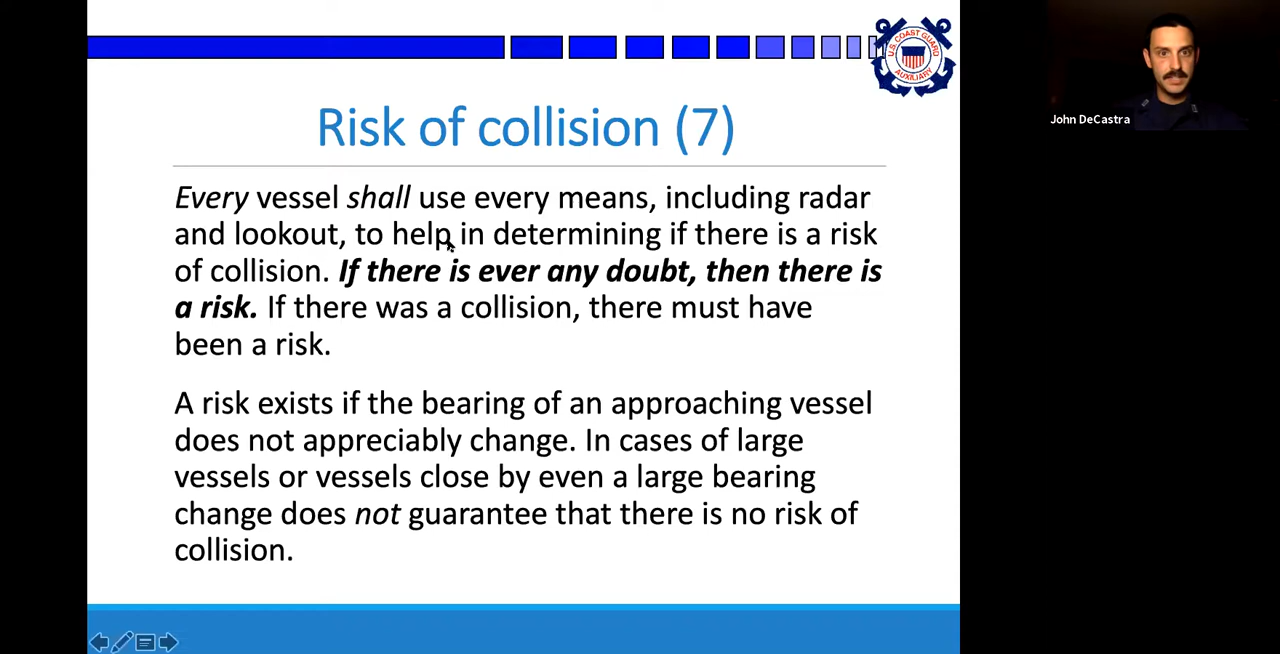 U.S. COAST GUARD
AUXILIARY
John DeCastra
Risk of collision (7)
Every vessel shall use every means, including radar
and lookout, to help in determining if there is a risk
of collision. If there is ever any doubt, then there is
a risk. If there was a collision, there must have
been a risk.
A risk exists if the bearing of an approaching vessel
does not appreciably change. In cases of large
vessels or vessels close by even a large bearing
change does not guarantee that there is no risk of
collision.